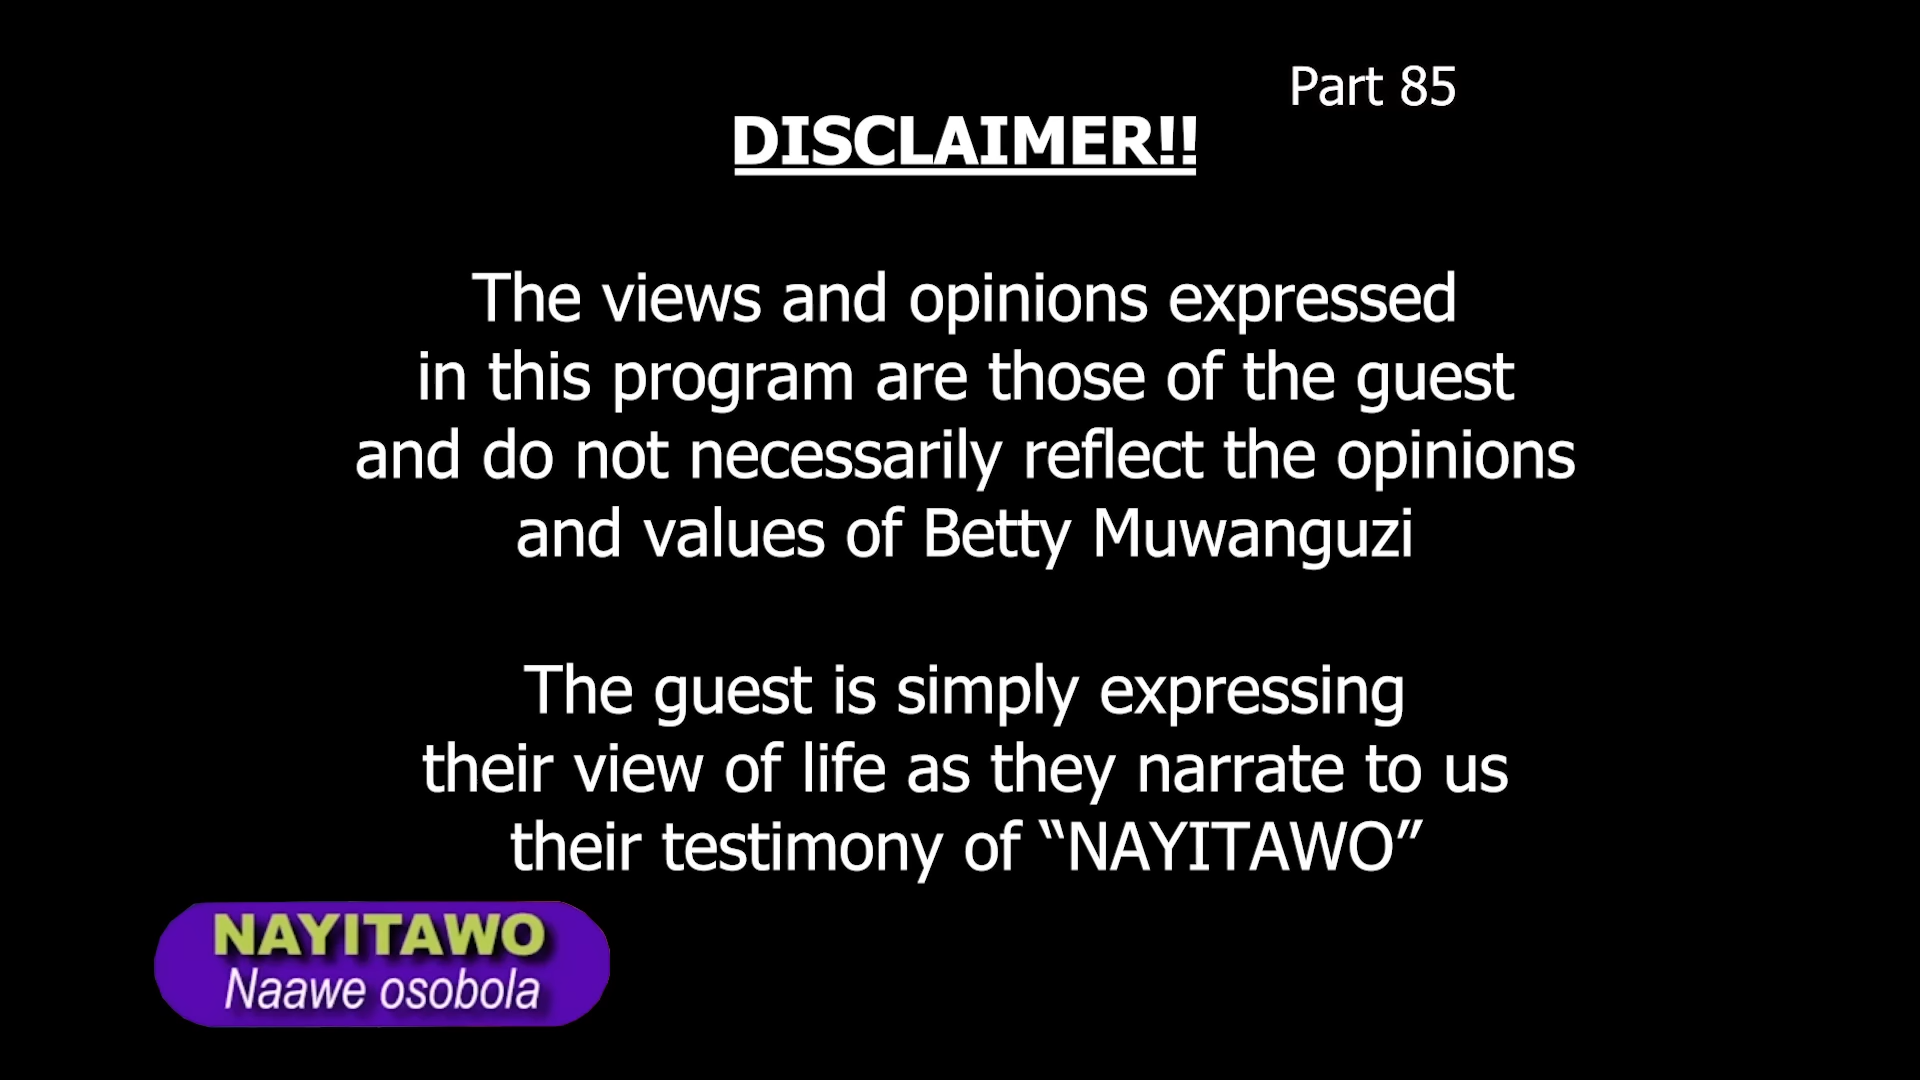 Part 85
DISCLAIMER!!
The views and opinions expressed
in this program are those of the guest
and do not necessarily reflect the opinions
and values of Betty Muwanguzi
The guest is simply expressing
their view of life as they narrate to us
their testimony of “NAYITAWO”
NAYITAWO
Naawe osobola